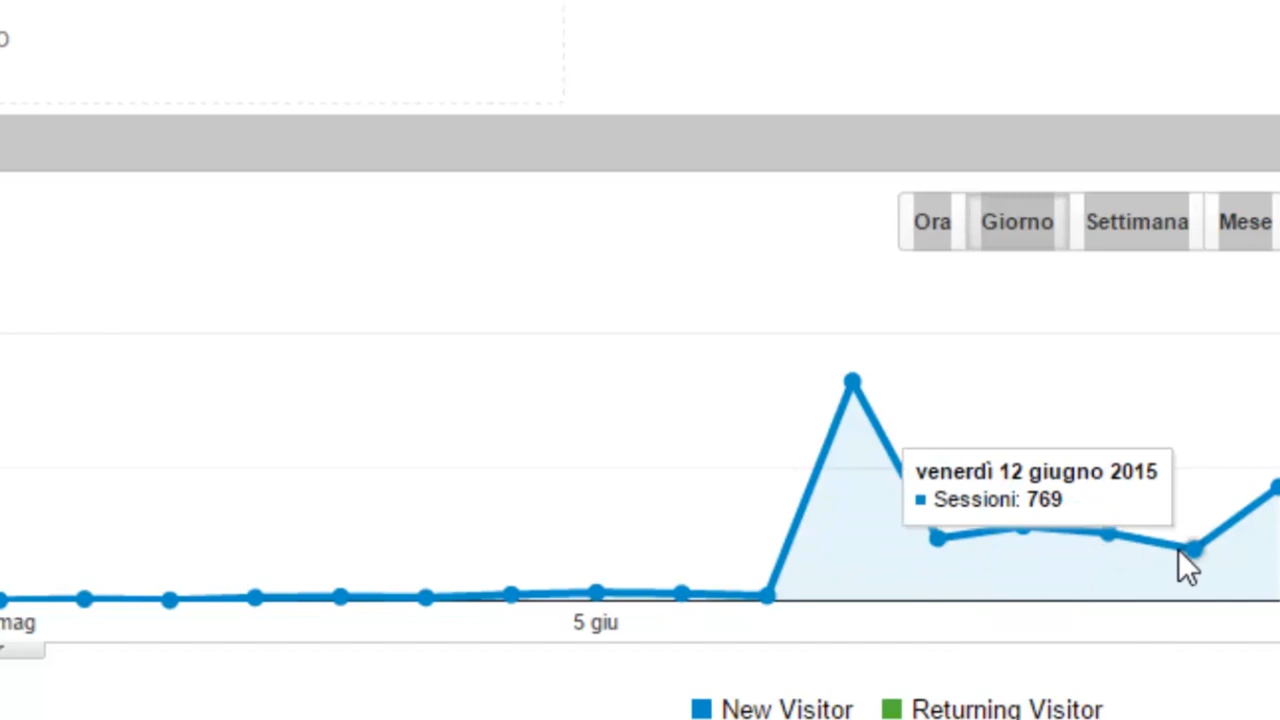 Ora Giorno Settimana Mese
venerdì 12 giugno 2015
Sessioni: 769
mag 5 giu
New Visitor Returning Visitor